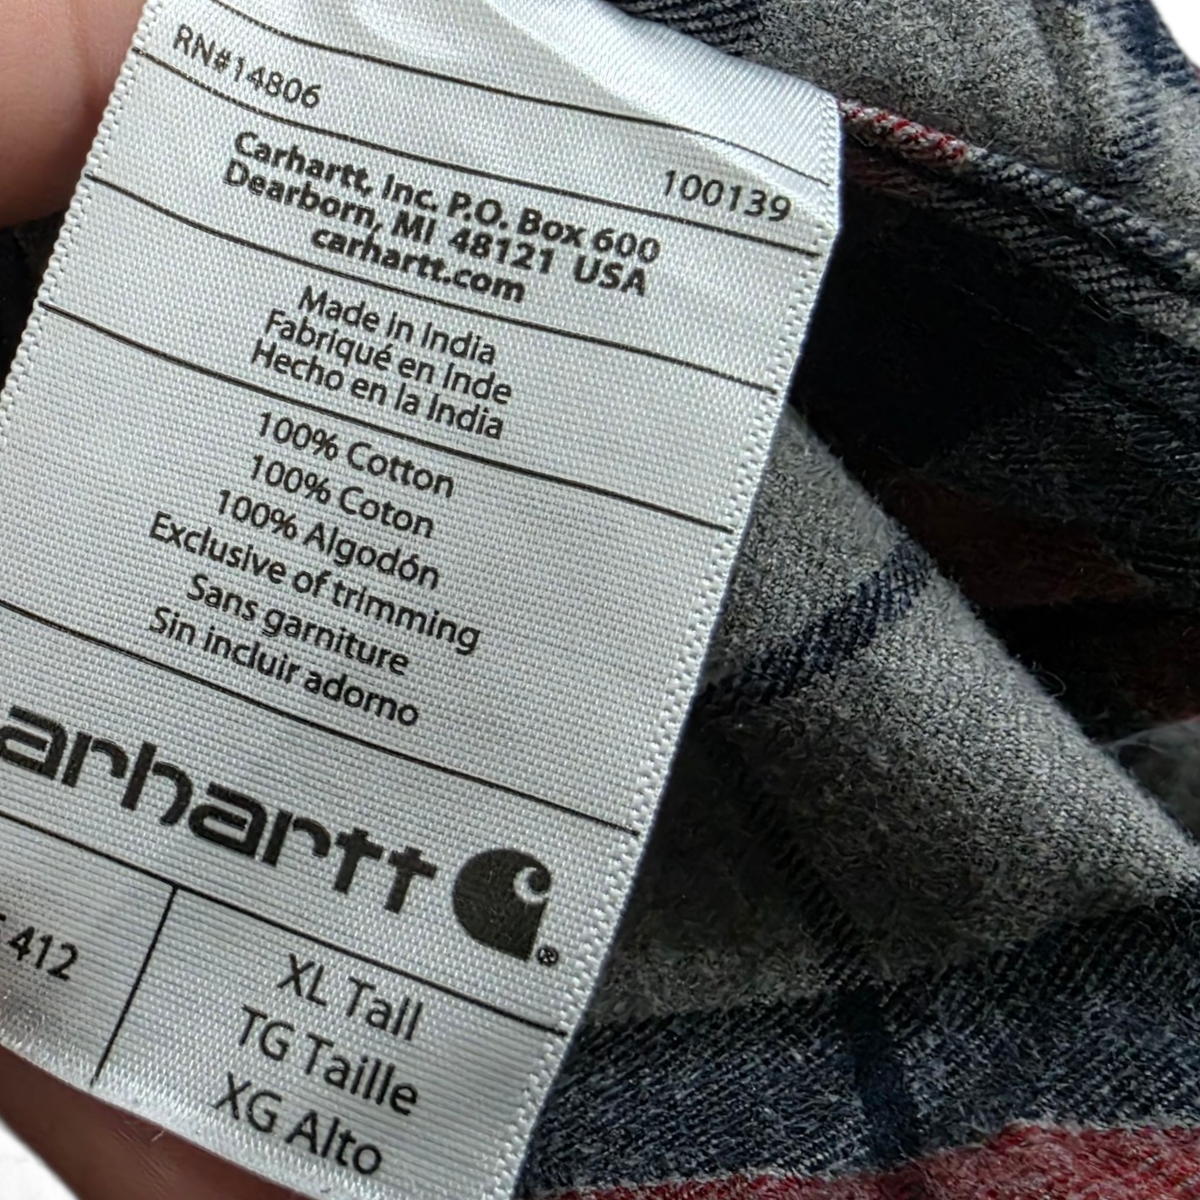 RN#14806
100139
Carhartt, Inc. P.O. Box 600
Dearborn, MI 48121 USA
carhartt.com
Made in India
Fabriqué en Inde
Hecho en la India
100% Cotton
100% Coton
100% Algodón
Exclusive of trimming
Sans garniture
Sin incluir adorno
arhartt
412
XL Tall
TG Taille
XG Alto